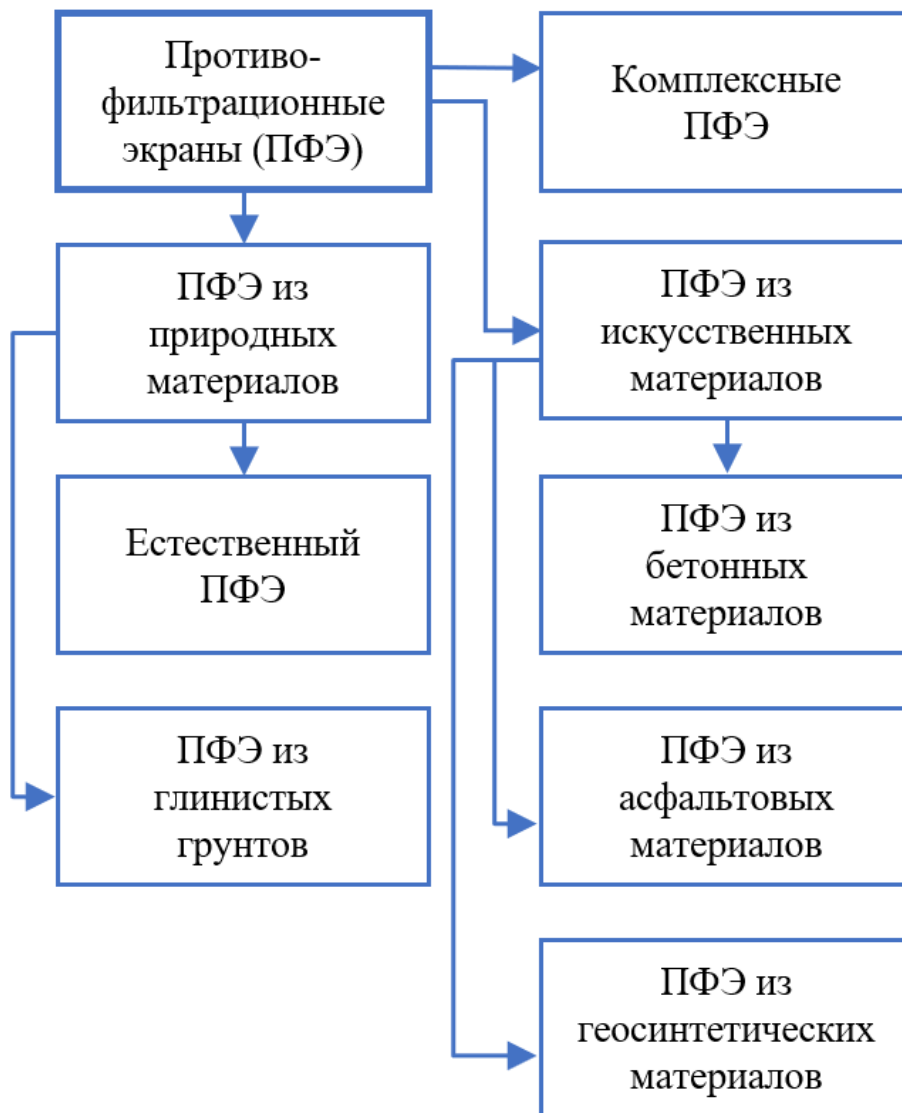 Противо-
фильтрационные
экраны (ПФЭ)
Комплексные
ПФЭ
ПФЭ из
природных
материалов
ПФЭ из
искусственных
материалов
Естественный
ПФЭ
ПФЭ из
бетонных
материалов
ПФЭ из
глинистых
грунтов
ПФЭ из
асфальтовых
материалов
ПФЭ из
геосинтетических
материалов